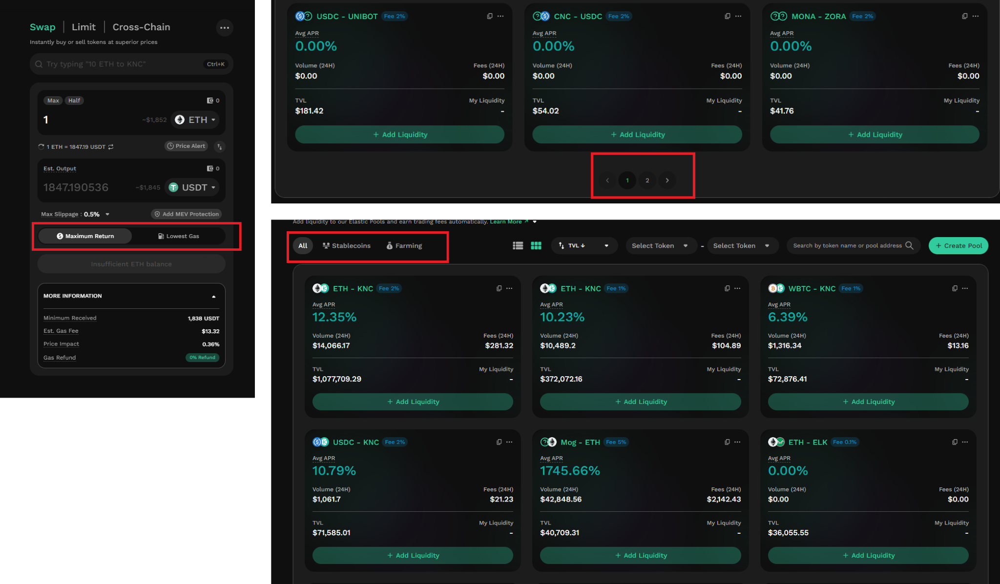 Swap | Limit | Cross-Chain
Instantly buy or sell tokens at superior prices
Try typing "10 ETH to KNC" Ctrl+K
Max Half 0
1 ~$1,852 ETH
1 ETH = 1847.19 USDT Price Alert
Est. Output 0
1847.190536 ~$1,845 USDT
Max Slippage : 0.5% Add MEV Protection
Maximum Return Lowest Gas
Insufficient ETH balance
MORE INFORMATION
Minimum Received 1,838 USDT
Est. Gas Fee $13.32
Price Impact 0.36%
Gas Refund 0% Refund
USDC - UNIBOT Fee 2%
Avg APR
0.00%
Volume (24H) Fees (24H)
$0.00 $0.00
TVL My Liquidity
$181.42 -
+ Add Liquidity
CNC - USDC Fee 2%
Avg APR
0.00%
Volume (24H) Fees (24H)
$0.00 $0.00
TVL My Liquidity
$54.02 -
+ Add Liquidity
MONA - ZORA Fee 2%
Avg APR
0.00%
Volume (24H) Fees (24H)
$0.00 $0.00
TVL My Liquidity
$41.76 -
+ Add Liquidity
< 1 2 >
Add liquidity to our Elastic Pools and earn trading fees automatically. Learn More ↗
All Stablecoins Farming TVL ↓ Select Token - Select Token Search by token name or pool address + Create Pool
ETH - KNC Fee 2%
Avg APR
12.35%
Volume (24H) Fees (24H)
$14,066.17 $281.32
TVL My Liquidity
$1,077,709.29 -
+ Add Liquidity
ETH - KNC Fee 1%
Avg APR
10.23%
Volume (24H) Fees (24H)
$10,489.2 $104.89
TVL My Liquidity
$372,072.16 -
+ Add Liquidity
WBTC - KNC Fee 1%
Avg APR
6.39%
Volume (24H) Fees (24H)
$1,316.34 $13.16
TVL My Liquidity
$72,876.41 -
+ Add Liquidity
USDC - KNC Fee 2%
Avg APR
10.79%
Volume (24H) Fees (24H)
$1,061.7 $21.23
TVL My Liquidity
$71,585.01 -
+ Add Liquidity
Mog - ETH Fee 5%
Avg APR
1745.66%
Volume (24H) Fees (24H)
$42,848.56 $2,142.43
TVL My Liquidity
$40,709.31 -
+ Add Liquidity
ETH - ELK Fee 0.1%
Avg APR
0.00%
Volume (24H) Fees (24H)
$0.00 $0.00
TVL My Liquidity
$36,055.55 -
+ Add Liquidity